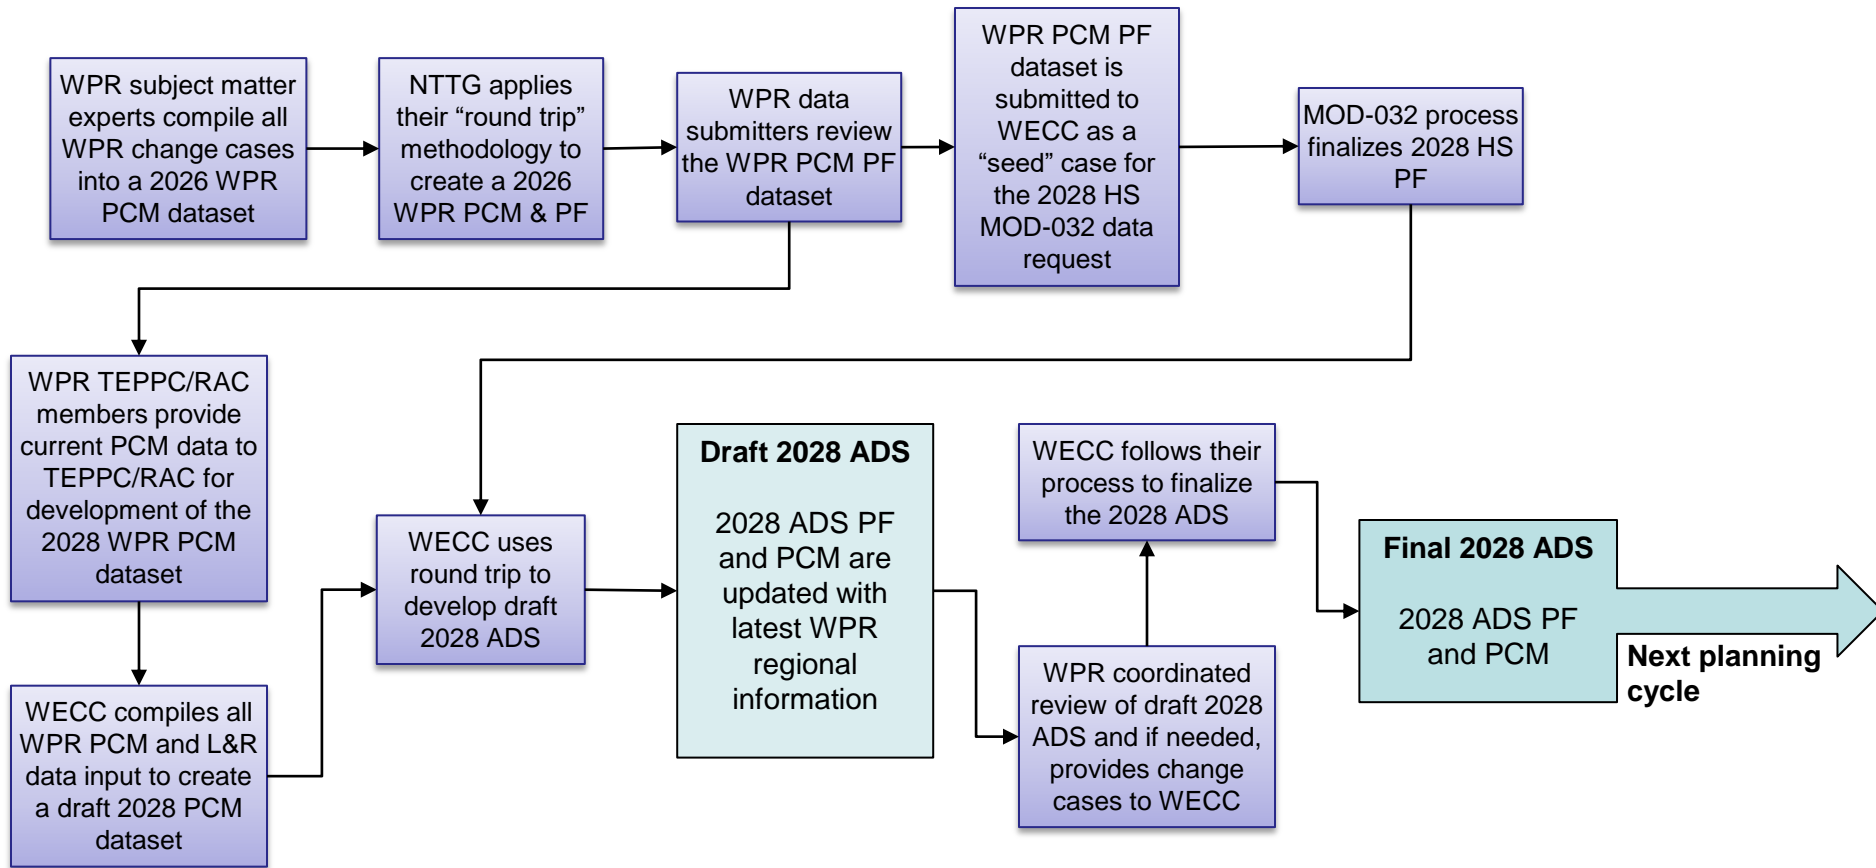 WPR subject matter
experts compile all
WPR change cases
into a 2026 WPR
PCM dataset
NTTG applies
their “round trip”
methodology to
create a 2026
WPR PCM & PF
WPR data
submitters review
the WPR PCM PF
dataset
WPR PCM PF
dataset is
submitted to
WECC as a
“seed” case for
the 2028 HS
MOD-032 data
request
MOD-032 process
finalizes 2028 HS
PF
WPR TEPPC/RAC
members provide
current PCM data to
TEPPC/RAC for
development of the
2028 WPR PCM
dataset
WECC compiles all
WPR PCM and L&R
data input to create
a draft 2028 PCM
dataset
WECC uses
round trip to
develop draft
2028 ADS
Draft 2028 ADS
2028 ADS PF
and PCM are
updated with
latest WPR
regional
information
WPR coordinated
review of draft 2028
ADS and if needed,
provides change
cases to WECC
WECC follows their
process to finalize
the 2028 ADS
Final 2028 ADS
2028 ADS PF
and PCM
Next planning
cycle